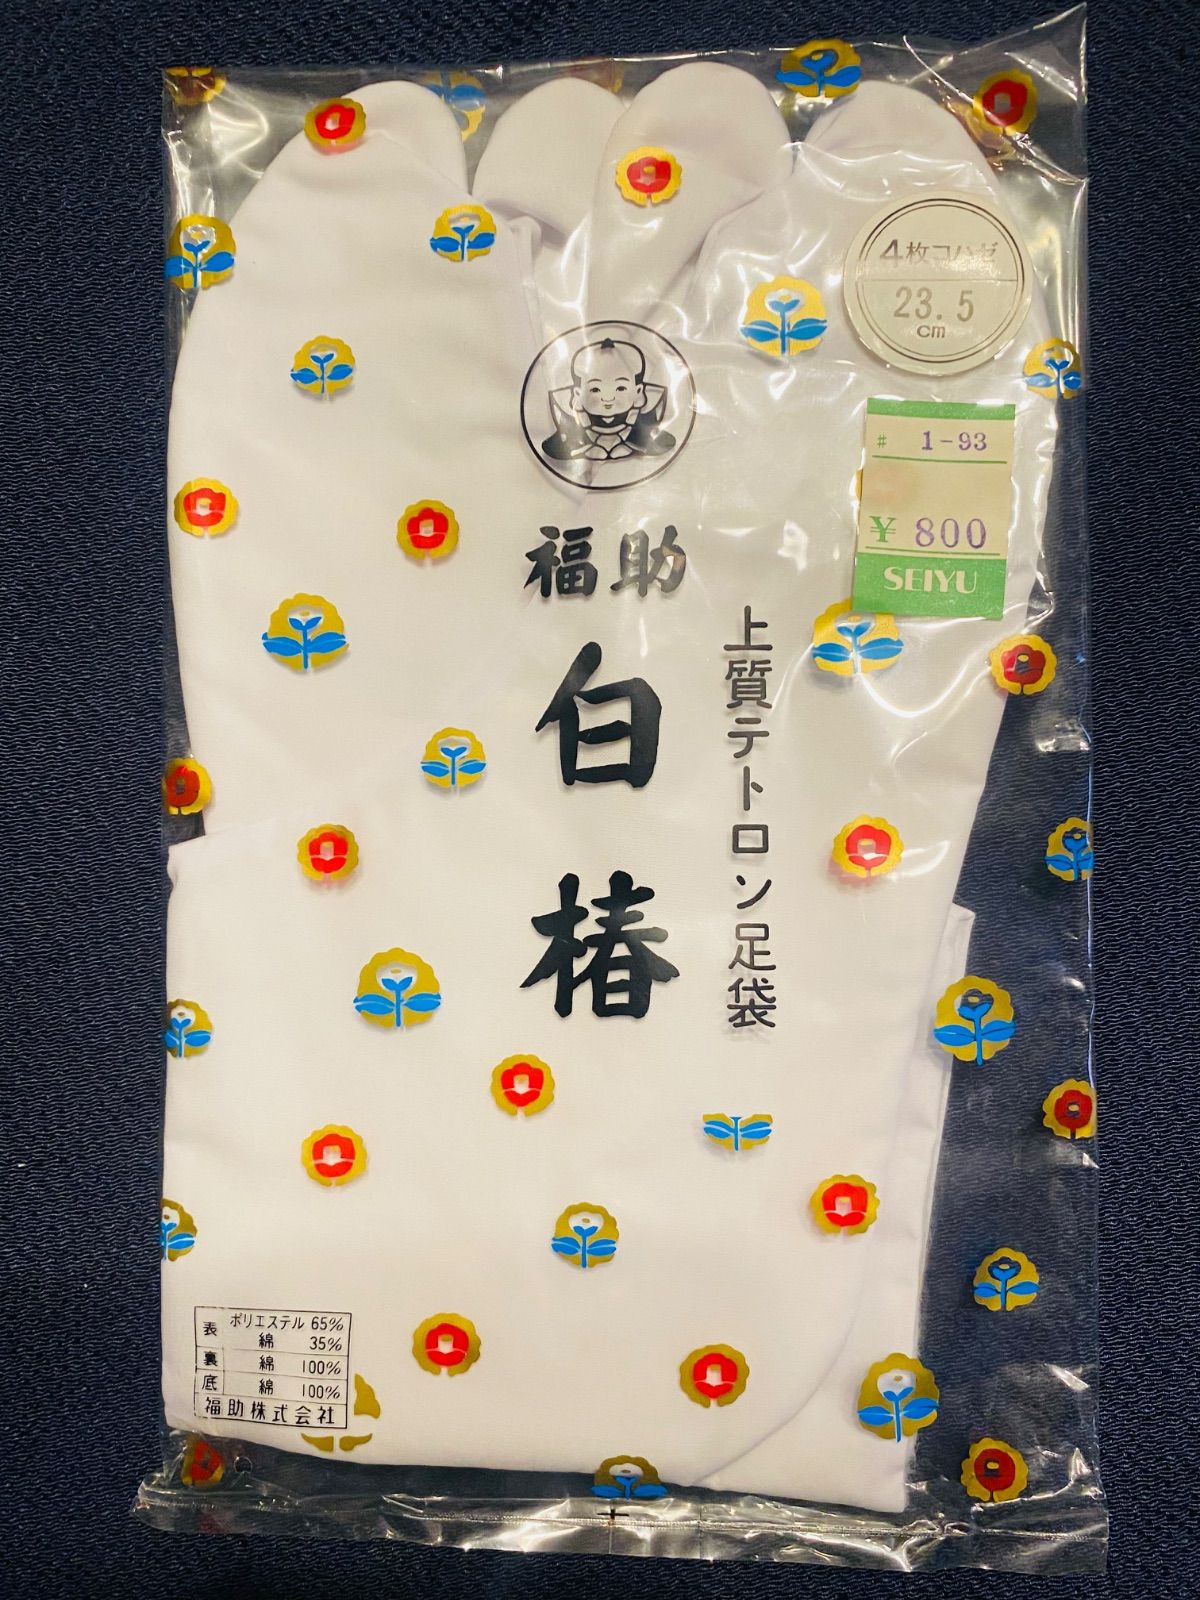 4枚コハゼ
23.5
cm
# 1-93
¥ 800
SEIYU
福助
白椿
上質テトロン足袋
表 ポリエステル 65%
綿 35%
裏 綿 100%
底 綿 100%
福助株式会社